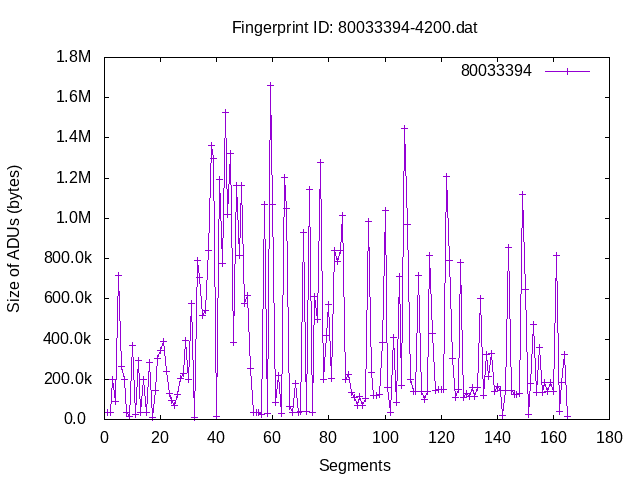 Fingerprint ID: 80033394-4200.dat
1.8M
80033394
1.6M
1.4M
1.2M
1.0M
800.0k
600.0k
400.0k
200.0k
0.0
Size of ADUs (bytes)
0 20 40 60 80 100 120 140 160 180
Segments